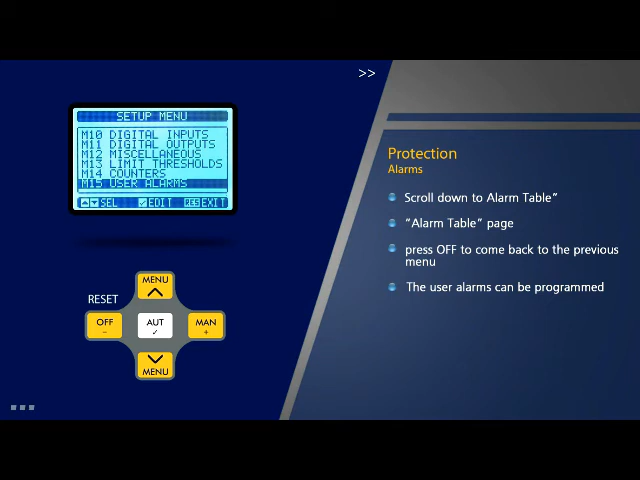 >>
SETUP MENU
M10 DIGITAL INPUTS
M11 DIGITAL OUTPUTS
M12 MISCELLANEOUS
M13 LIMIT THRESHOLDS
M14 COUNTERS
M15 USER ALARMS
SEL EDIT RES EXIT
MENU
RESET
OFF
-
AUT
✓
MAN
+
MENU
Protection
Alarms
Scroll down to Alarm Table”
“Alarm Table” page
press OFF to come back to the previous
menu
The user alarms can be programmed